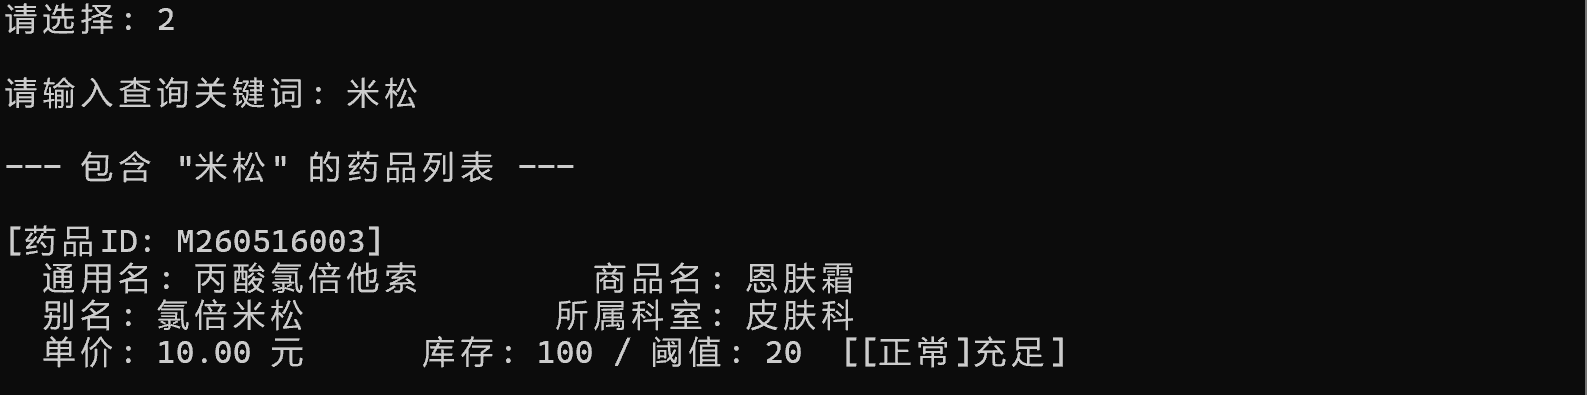 请选择: 2
请输入查询关键词: 米松
--- 包含 "米松" 的药品列表 ---
[药品ID: M260516003]
通用名: 丙酸氯倍他索 商品名: 恩肤霜
别名: 氯倍米松 所属科室: 皮肤科
单价: 10.00 元 库存: 100 / 阈值: 20 [[正常]充足]